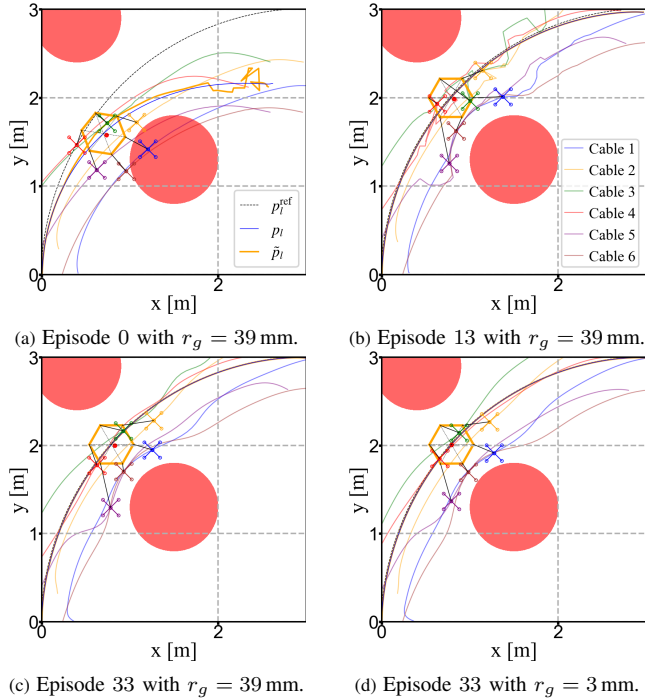 3
2
1
0
y [m]
0
2
x [m]
p_l^ref
p_l
p̃_l
(a) Episode 0 with r_g = 39 mm.
3
2
1
0
y [m]
0
2
x [m]
Cable 1
Cable 2
Cable 3
Cable 4
Cable 5
Cable 6
(b) Episode 13 with r_g = 39 mm.
3
2
1
0
y [m]
0
2
x [m]
(c) Episode 33 with r_g = 39 mm.
3
2
1
0
y [m]
0
2
x [m]
(d) Episode 33 with r_g = 3 mm.